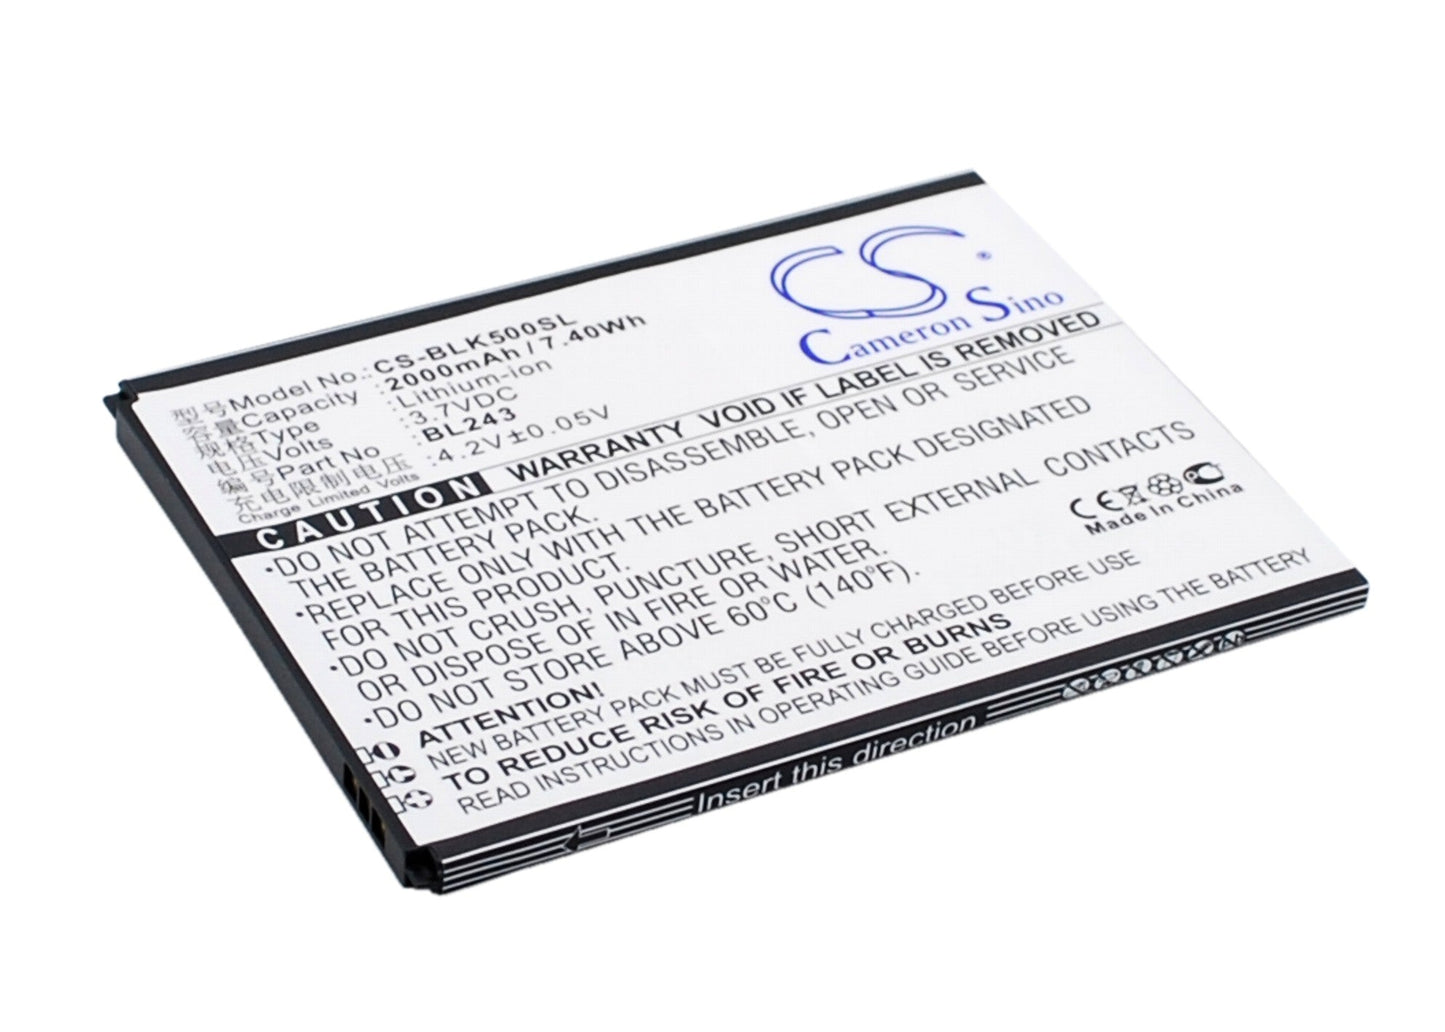 CS®
Cameron Sino
型号Model No.: CS-BLK500SL
容量Capacity : 2000mAh / 7.40Wh
规格Type : Lithium-ion
电压Volts : 3.7VDC
编号Part No : BL243
充电限制电压 : 4.2V±0.05V
Charge Limited Volts
CAUTION WARRANTY VOID IF LABEL IS REMOVED
•DO NOT ATTEMPT TO DISASSEMBLE, OPEN OR SERVICE
THE BATTERY PACK.
•REPLACE ONLY WITH THE BATTERY PACK DESIGNATED
FOR THIS PRODUCT.
•DO NOT CRUSH, PUNCTURE, SHORT EXTERNAL CONTACTS
OR DISPOSE OF IN FIRE OR WATER.
•DO NOT STORE ABOVE 60°C (140°F).
CE
Made in China
ATTENTION!
NEW BATTERY PACK MUST BE FULLY CHARGED BEFORE USE
TO REDUCE RISK OF FIRE OR BURNS
READ INSTRUCTIONS IN OPERATING GUIDE BEFORE USING THE BATTERY
Insert this direction